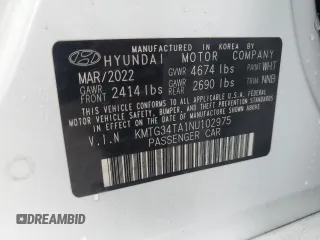 MANUFACTURED IN KOREA BY
HYUNDAI MOTOR COMPANY
MAR/2022 GVWR 4674 lbs PAINT WHT
GAWR FRONT 2414 lbs GAWR REAR 2690 lbs TRIM NNB
THIS VEHICLE CONFORMS TO ALL APPLICABLE
FEDERAL MOTOR VEHICLE SAFETY, BUMPER,
AND THEFT PREVENTION STANDARDS IN EFFECT ON
THE DATE OF MANUFACTURE SHOWN ABOVE.
V.I.N KMTG34TA1NU102975
PASSENGER CAR
iDMBID.com